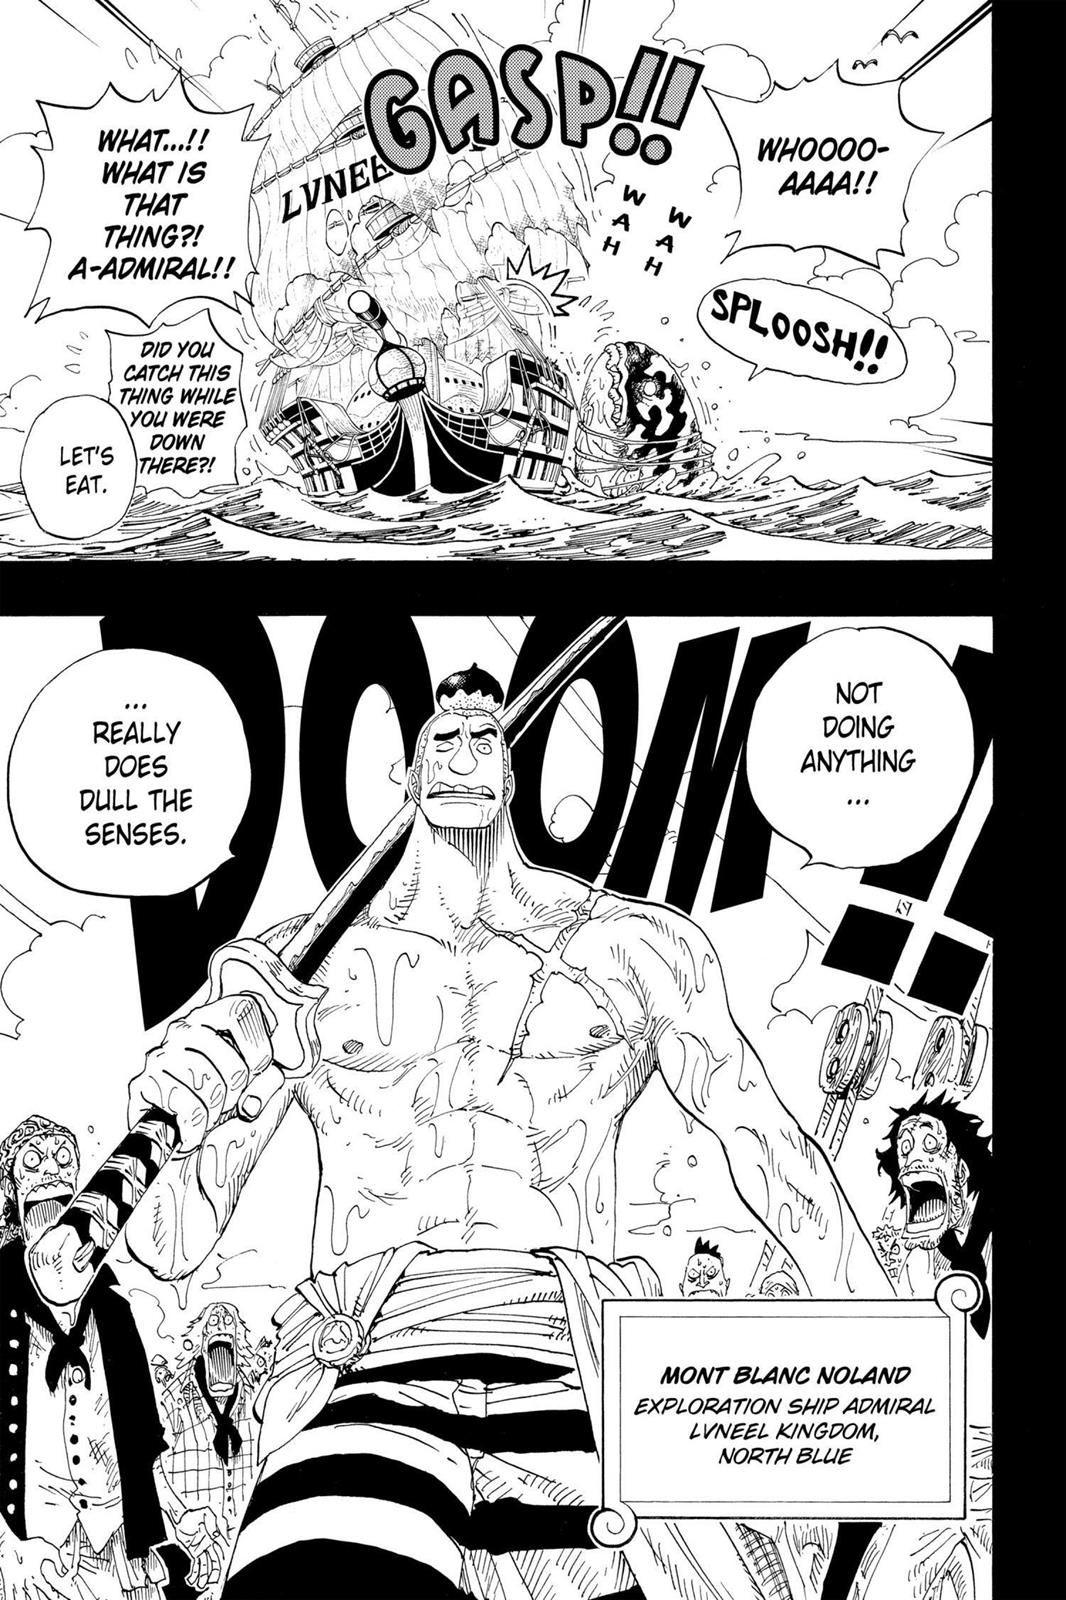 GASP!!
WHOOOO-
AAAA!!
WAH
WAH
SPLOOSH!!
WHAT...!!
WHAT IS
THAT
THING?!
A-ADMIRAL!!
LVNEE
DID YOU
CATCH THIS
THING WHILE
YOU WERE
DOWN
THERE?!
LET'S
EAT.
DOOM!!
NOT
DOING
ANYTHING
...
...
REALLY
DOES
DULL THE
SENSES.
MONT BLANC NOLAND
EXPLORATION SHIP ADMIRAL
LVNEEL KINGDOM,
NORTH BLUE